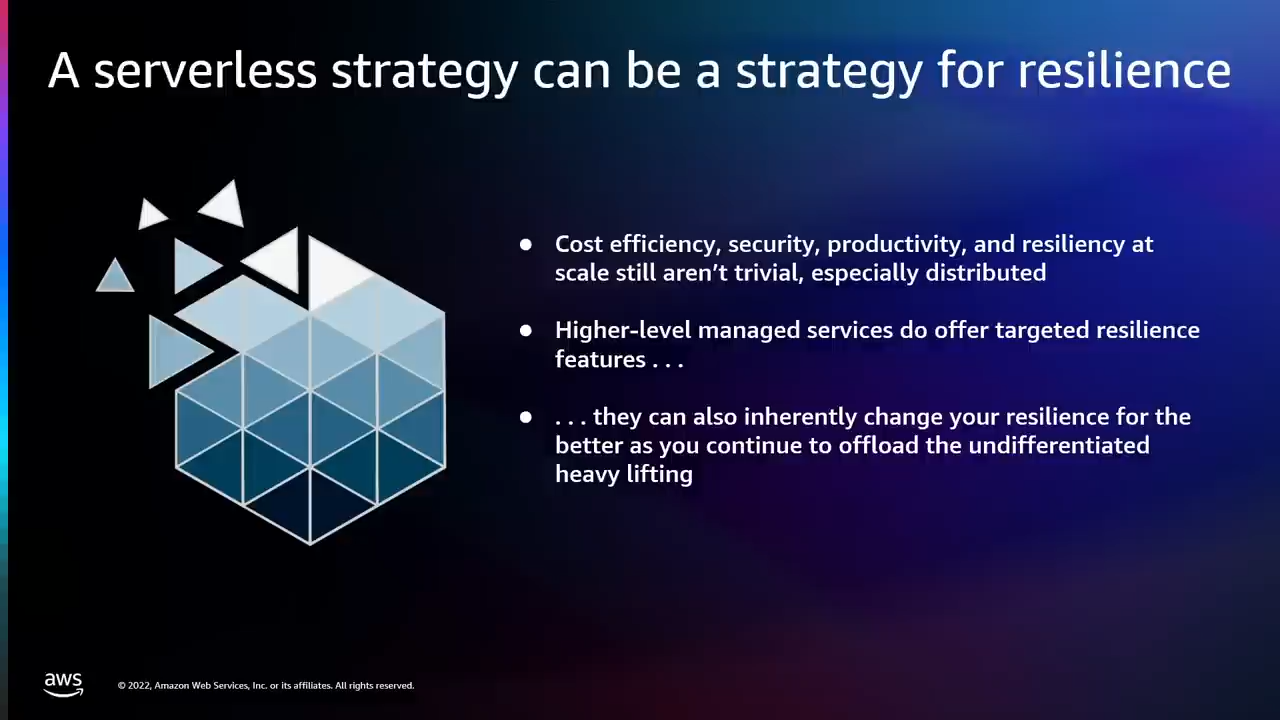 A serverless strategy can be a strategy for resilience
● Cost efficiency, security, productivity, and resiliency at
scale still aren’t trivial, especially distributed
● Higher-level managed services do offer targeted resilience
features . . .
● . . . they can also inherently change your resilience for the
better as you continue to offload the undifferentiated
heavy lifting
aws
© 2022, Amazon Web Services, Inc. or its affiliates. All rights reserved.